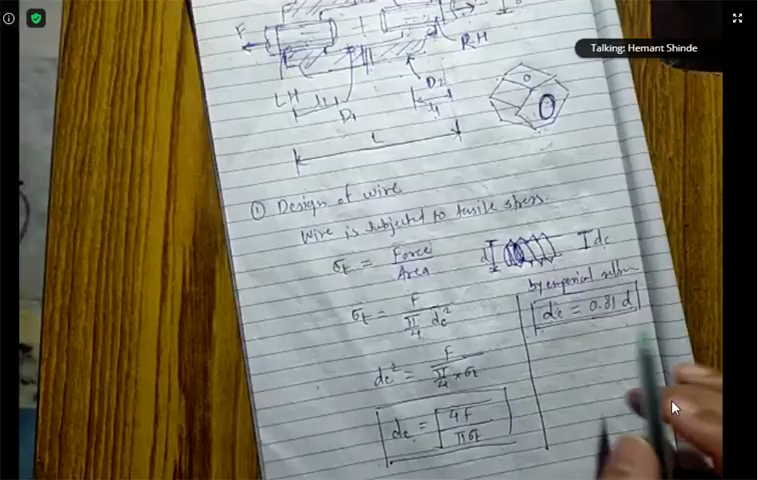 Talking: Hemant Shinde
F
LH
RH
D1
D2
L
① Design of wire
Wire is subjected to tensile stress.
σt = Force / Area
d
dc
σt = F / π/4 dc²
by emperical relation
dc = 0.81 d
dc² = F / π/4 × σt
dc = √4F / πσt